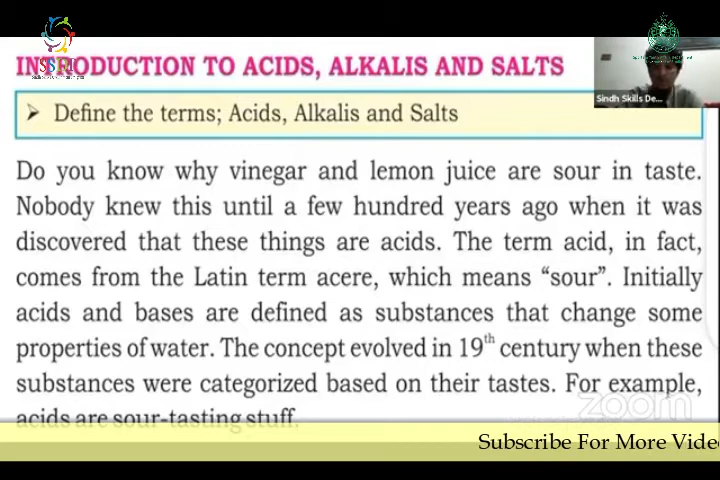 INTRODUCTION TO ACIDS, ALKALIS AND SALTS
Sindh Skills De...
➤ Define the terms; Acids, Alkalis and Salts
Do you know why vinegar and lemon juice are sour in taste.
Nobody knew this until a few hundred years ago when it was
discovered that these things are acids. The term acid, in fact,
comes from the Latin term acere, which means “sour”. Initially
acids and bases are defined as substances that change some
properties of water. The concept evolved in 19th century when these
substances were categorized based on their tastes. For example,
acids are sour-tasting stuff.
zoom
Subscribe For More Vide